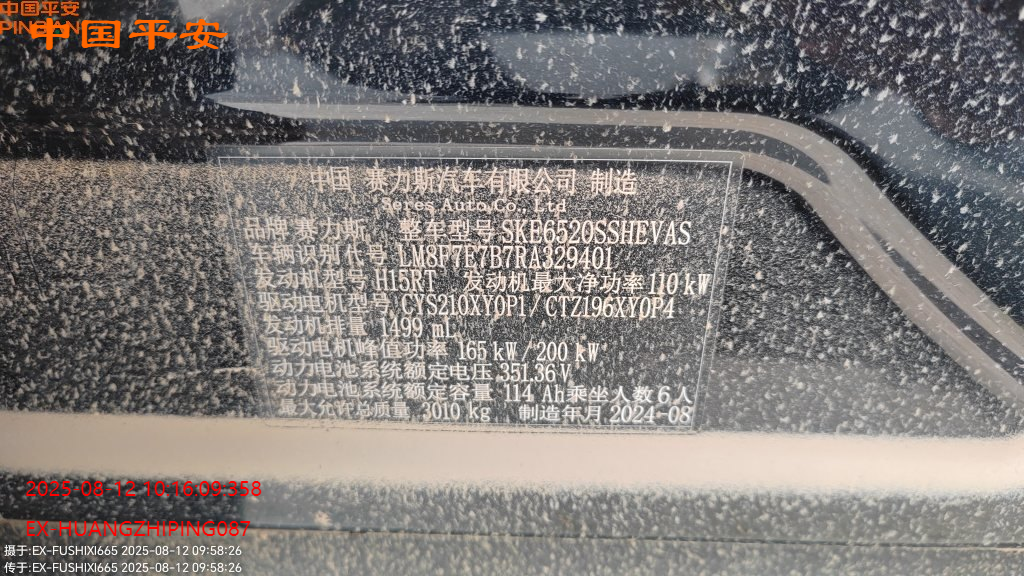 中国平安
PINGAN
中国平安
中国 赛力斯汽车有限公司 制造
Seres Auto Co., Ltd
品牌 赛力斯 整车型号 SKE6520SSHEVAS
车辆识别代号 LM8F7E7B7RA329401
发动机型号 H15RT 发动机最大净功率 110 kW
驱动电机型号 CYS210XY0P1/CTZ196XY0P4
发动机排量 1499 mL
驱动电机峰值功率 165 kW/200 kW
动力电池系统额定电压 351.36 V
动力电池系统额定容量 114 Ah 乘坐人数 6 人
最大允许总质量 3010 kg 制造年月 2024-08
2025-08-12 10:16:09:358
EX-HUANGZHIPING087
摄于:EX-FUSHIXI665 2025-08-12 09:58:26
传于:EX-FUSHIXI665 2025-08-12 09:58:26